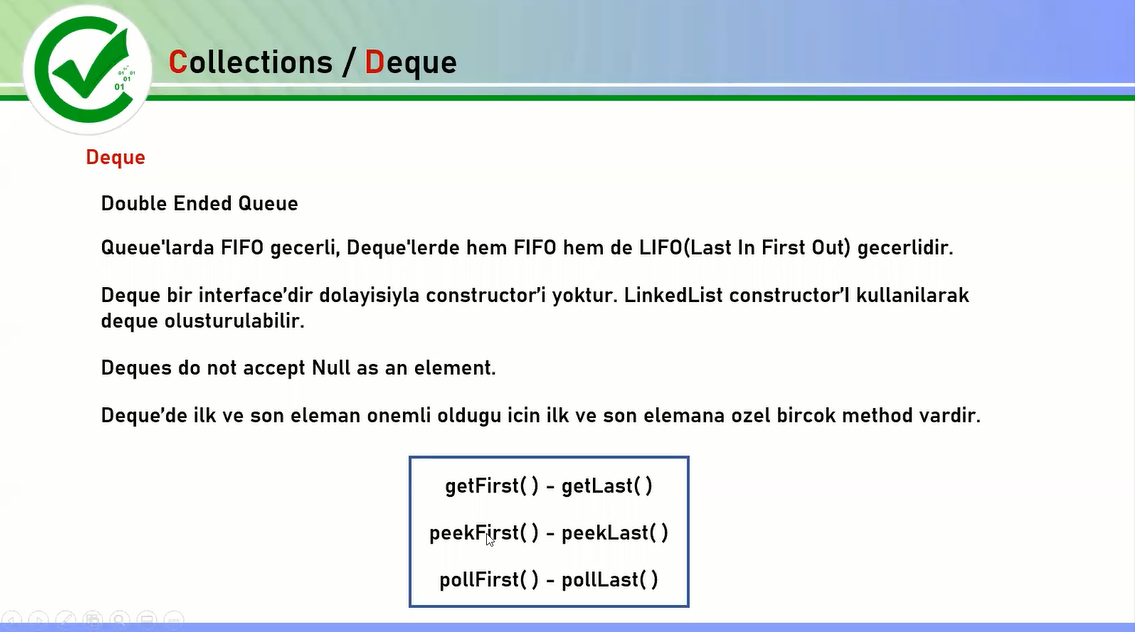 Collections / Deque
01 01
01
01
Deque
Double Ended Queue
Queue'larda FIFO gecerli, Deque'lerde hem FIFO hem de LIFO(Last In First Out) gecerlidir.
Deque bir interface’dir dolayisiyla constructor’i yoktur. LinkedList constructor’I kullanilarak
deque olusturulabilir.
Deques do not accept Null as an element.
Deque’de ilk ve son eleman onemli oldugu icin ilk ve son elemana ozel bircok method vardir.
getFirst( ) - getLast( )
peekFirst( ) - peekLast( )
pollFirst( ) - pollLast( )